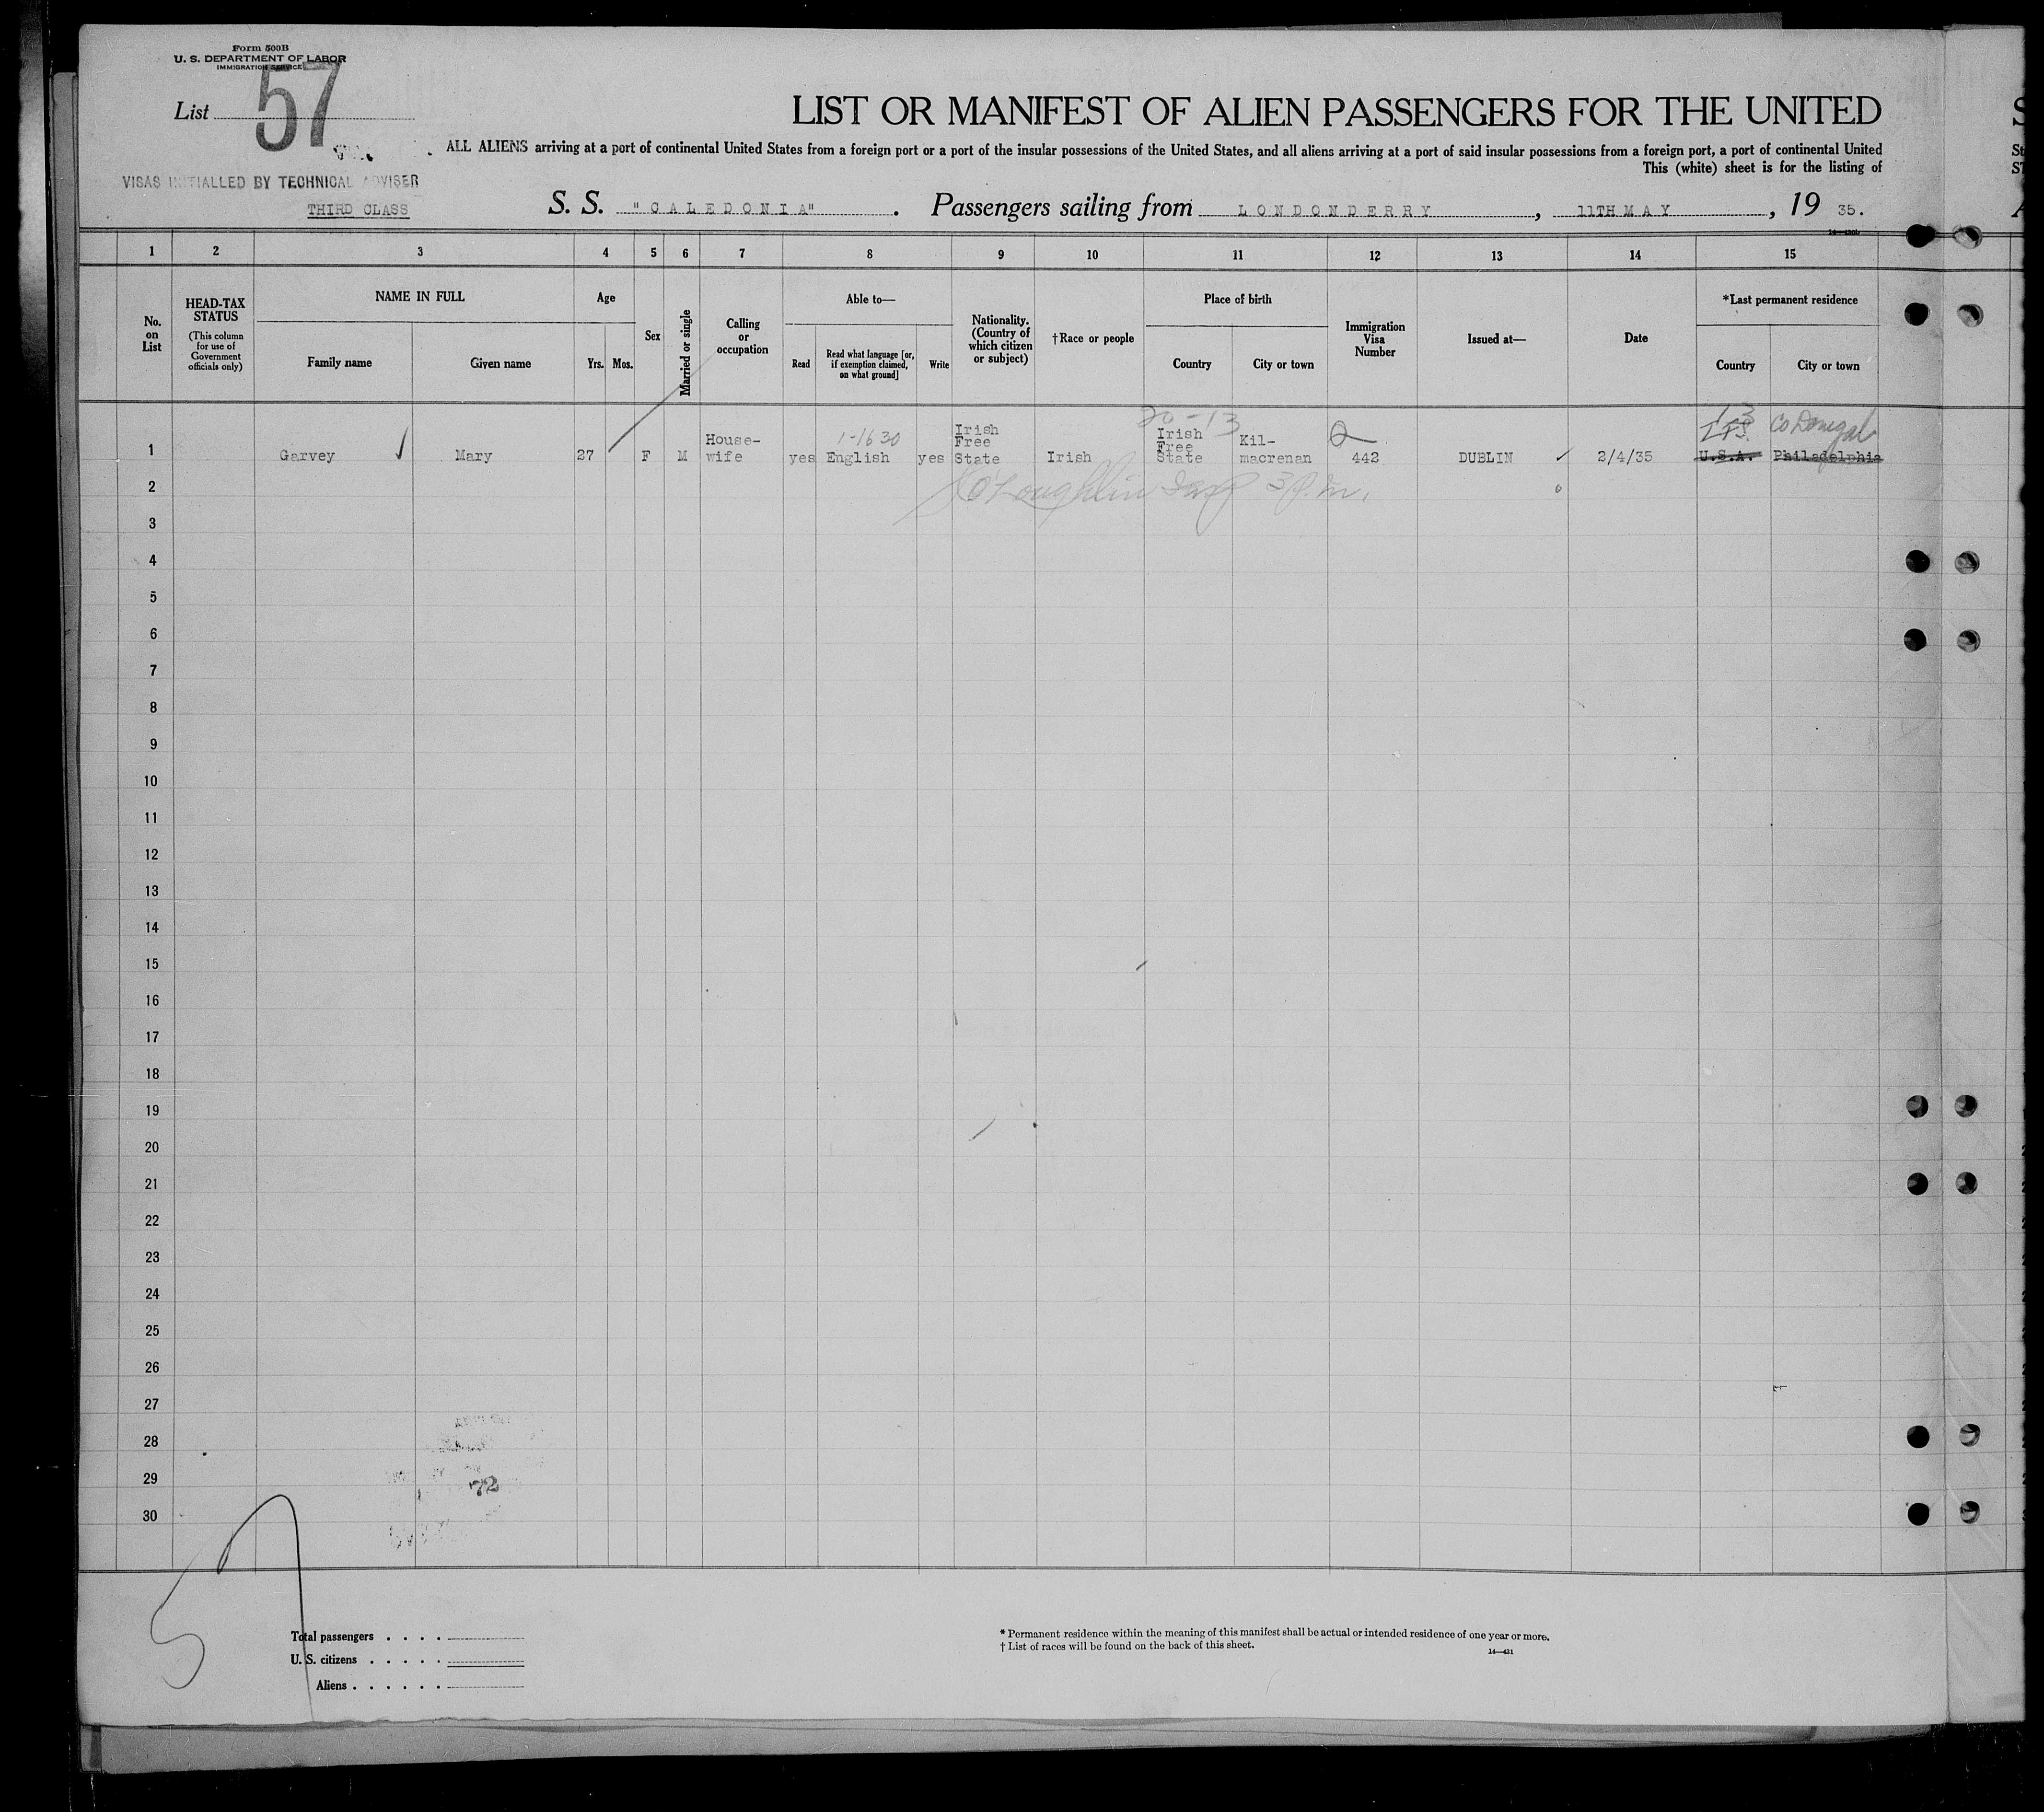 Form 500B
U. S. DEPARTMENT OF LABOR
IMMIGRATION SERVICE
List 57
LIST OR MANIFEST OF ALIEN PASSENGERS FOR THE UNITED
ALL ALIENS arriving at a port of continental United States from a foreign port or a port of the insular possessions of the United States, and all aliens arriving at a port of said insular possessions from a foreign port, a port of continental United
This (white) sheet is for the listing of
VISAS INITIALLED BY TECHNICAL ADVISER
THIRD CLASS
S. S. "CALEDONIA". Passengers sailing from LONDONDERRY, 11TH MAY, 19 35.
1 2 3 4 5 6 7 8 9 10 11 12 13 14 15
No. on List
HEAD-TAX STATUS
(This column for use of Government officials only)
NAME IN FULL
Family name
Given name
Age
Yrs. Mos.
Sex
Married or single
Calling or occupation
Able to—
Read
Read what language [or, if exemption claimed, on what ground]
Write
Nationality. (Country of which citizen or subject)
†Race or people
Place of birth
Country
City or town
Immigration Visa Number
Issued at—
Date
*Last permanent residence
Country
City or town
20-13
1-1630
I.F.S. Co Donegal
1 Garvey Mary 27 F M House-wife yes English yes Irish Free State Irish Irish Free State Kil-macrenan 442 DUBLIN 2/4/35 U.S.A. Philadelphia
2
3
4
5
6
7
8
9
10
11
12
13
14
15
16
17
18
19
20
21
22
23
24
25
26
27
28
29
72
30
57
Total passengers
U. S. citizens
Aliens
* Permanent residence within the meaning of this manifest shall be actual or intended residence of one year or more.
† List of races will be found on the back of this sheet.
14—431